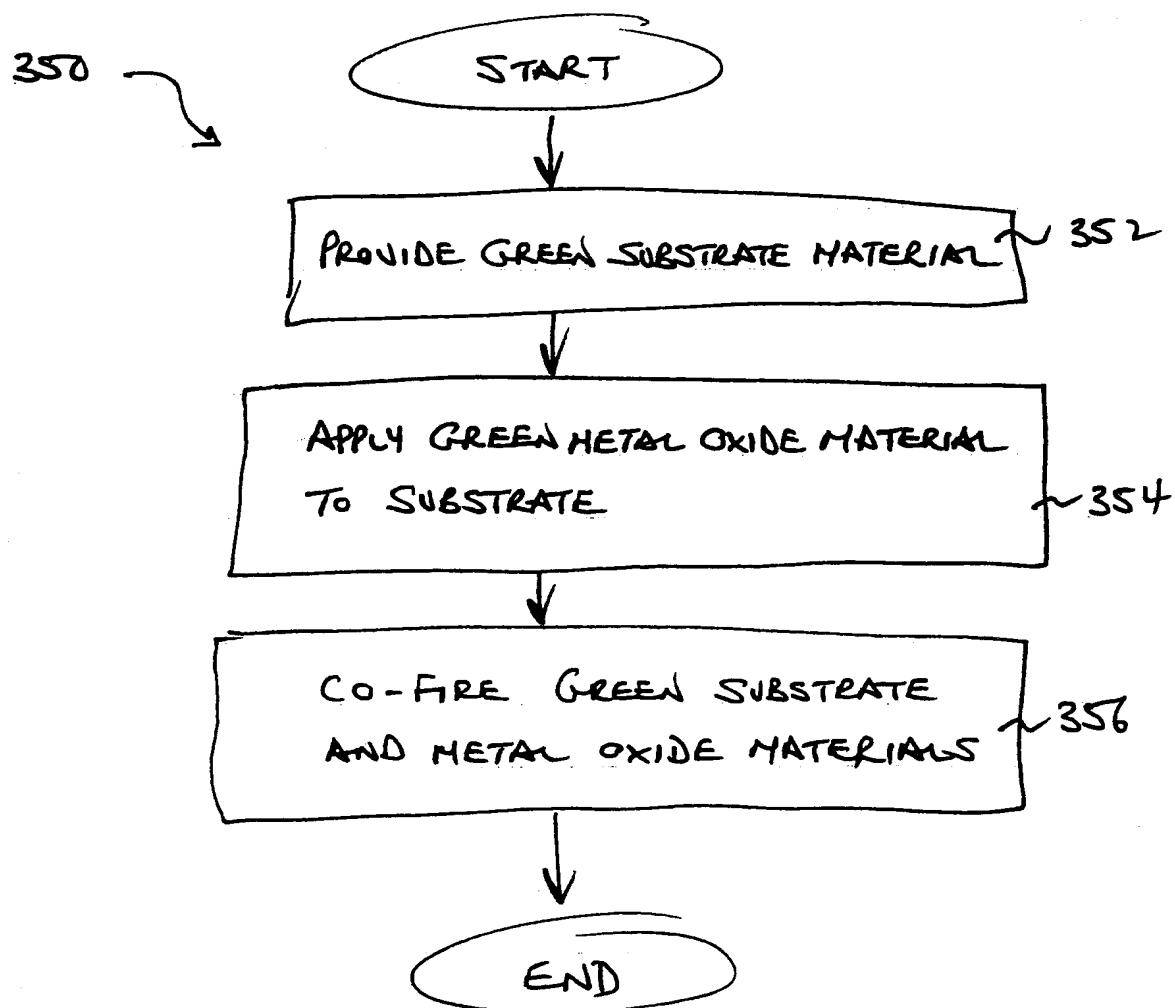 350
START
PROVIDE GREEN SUBSTRATE MATERIAL
352
APPLY GREEN METAL OXIDE MATERIAL
TO SUBSTRATE
354
CO-FIRE GREEN SUBSTRATE
AND METAL OXIDE MATERIALS
356
END